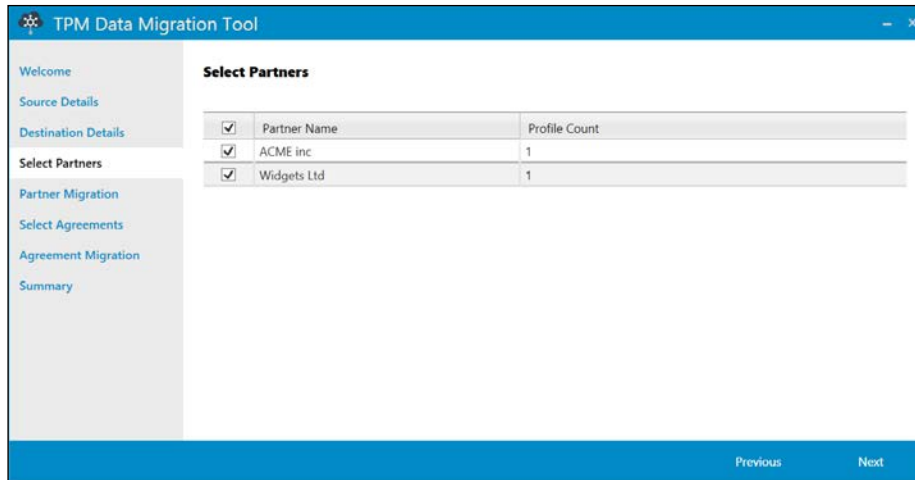 TPM Data Migration Tool
Welcome
Source Details
Destination Details
Select Partners
Partner Migration
Select Agreements
Agreement Migration
Summary
Select Partners
Partner Name Profile Count
ACME inc 1
Widgets Ltd 1
Previous Next